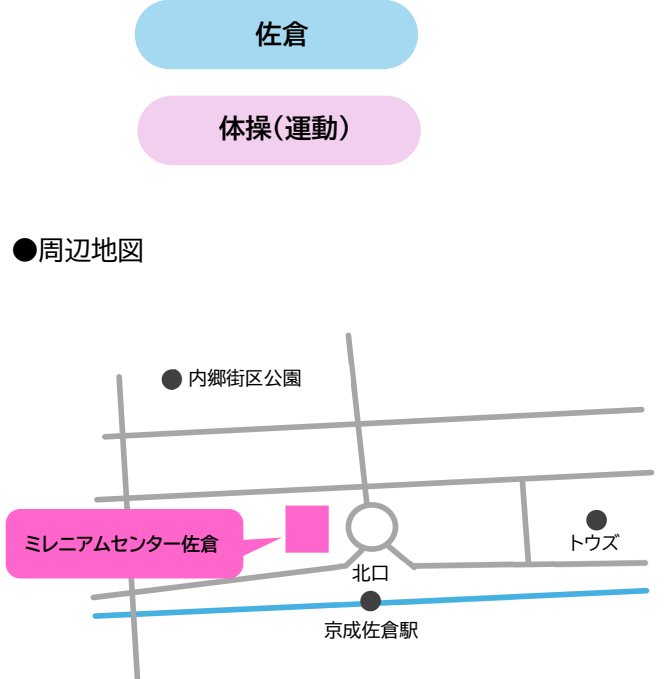 佐倉
体操(運動)
●周辺地図
内郷街区公園
ミレニアムセンター佐倉
トウズ
北口
京成佐倉駅